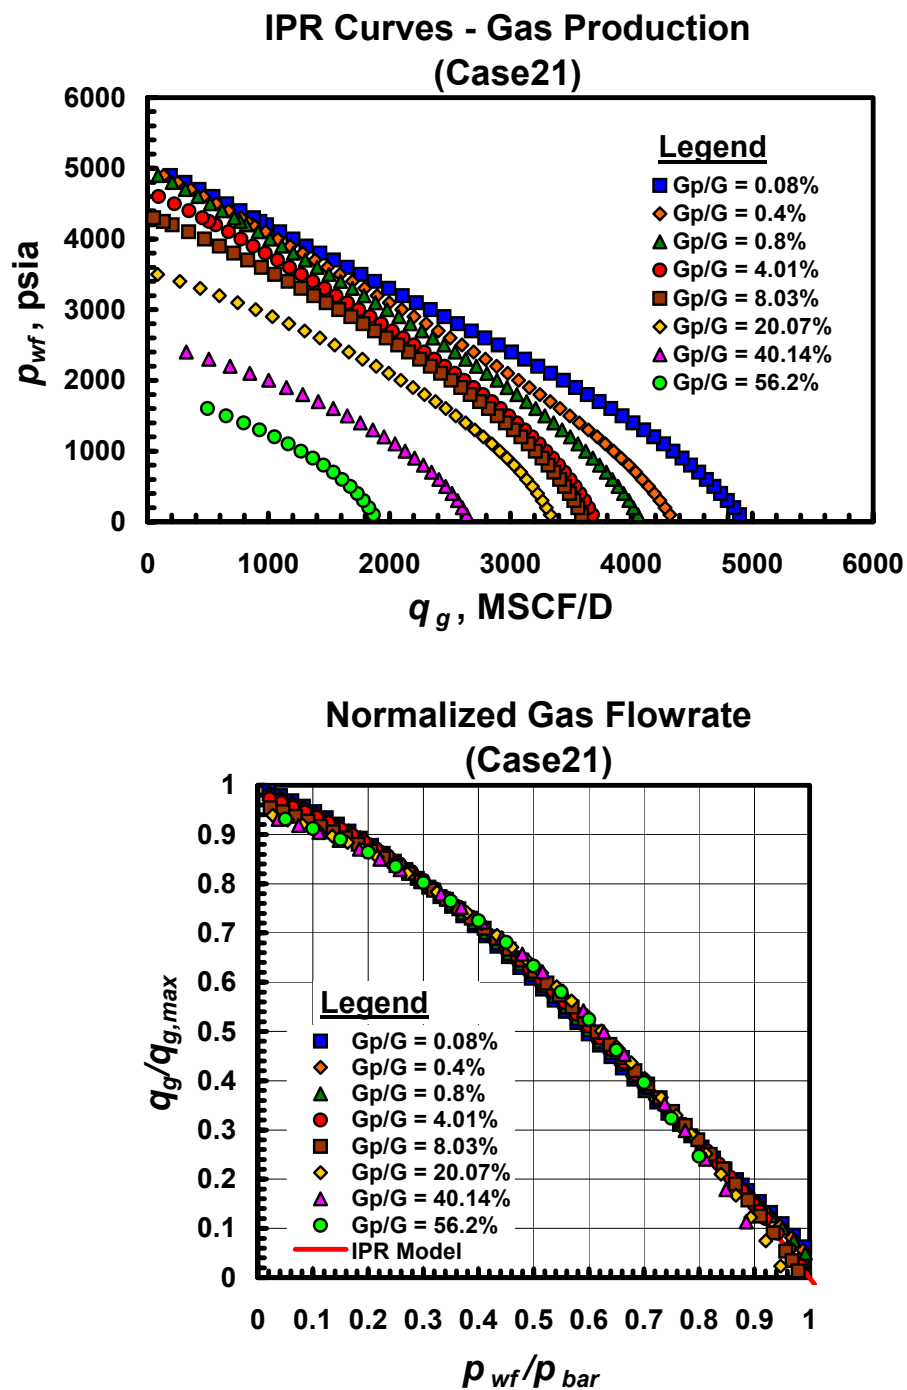 IPR Curves - Gas Production
(Case21)
6000
5000
4000
3000
2000
1000
0
p_wf, psia
Legend
Gp/G = 0.08%
Gp/G = 0.4%
Gp/G = 0.8%
Gp/G = 4.01%
Gp/G = 8.03%
Gp/G = 20.07%
Gp/G = 40.14%
Gp/G = 56.2%
0 1000 2000 3000 4000 5000 6000
q_g, MSCF/D
Normalized Gas Flowrate
(Case21)
1
0.9
0.8
0.7
0.6
0.5
0.4
0.3
0.2
0.1
0
q_g/q_g,max
Legend
Gp/G = 0.08%
Gp/G = 0.4%
Gp/G = 0.8%
Gp/G = 4.01%
Gp/G = 8.03%
Gp/G = 20.07%
Gp/G = 40.14%
Gp/G = 56.2%
IPR Model
0 0.1 0.2 0.3 0.4 0.5 0.6 0.7 0.8 0.9 1
p_wf/p_bar